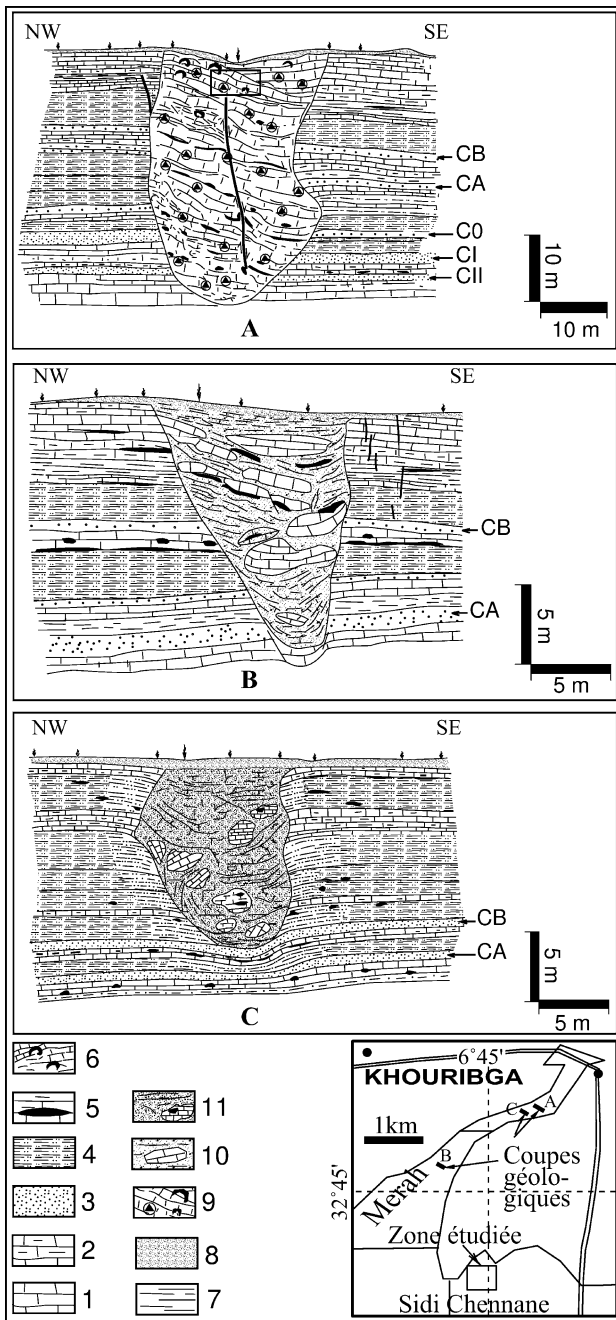 NW SE
CB
CA
C0
CI
CII
10 m
10 m
A
NW SE
CB
CA
5 m
5 m
B
NW SE
CB
CA
5 m
5 m
C
6
5 11
4 10
3 9
2 8
1 7
6°45'
KHOURIBGA
1km
C A
B
Coupes
géolo-
giques
32°45'
Merah
Zone étudiée
Sidi Chennane